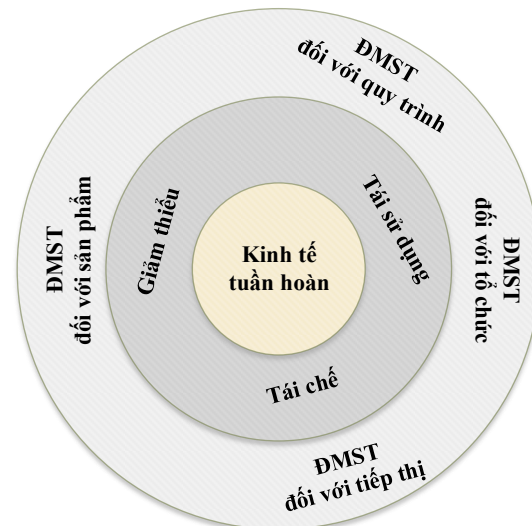 ĐMST
đối với quy trình
ĐMST
đối với sản phẩm
Giảm thiểu
Tái sử dụng
ĐMST
đối với tổ chức
Kinh tế
tuần hoàn
Tái chế
ĐMST
đối với tiếp thị